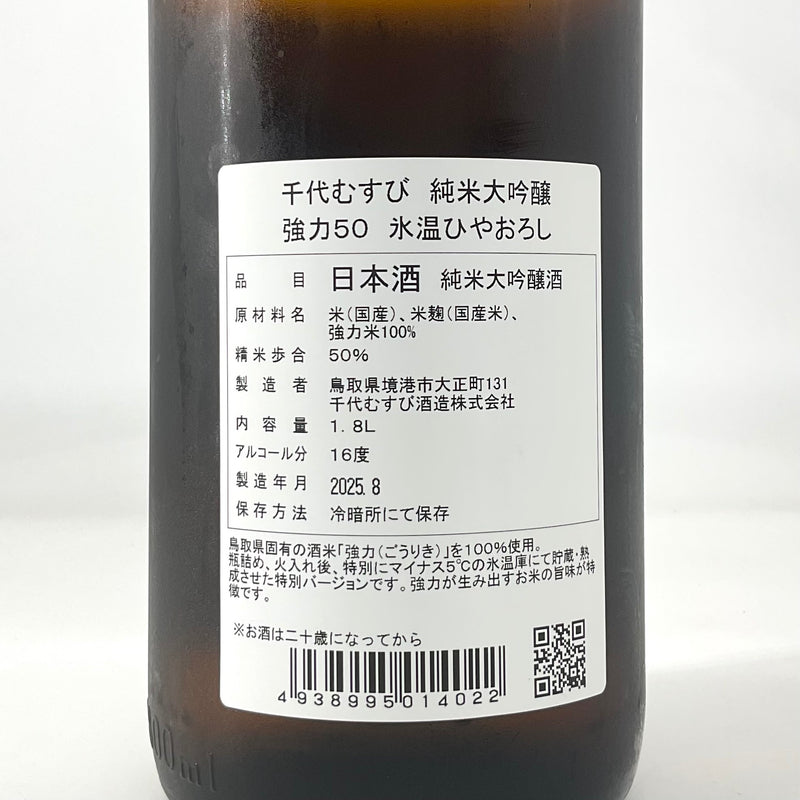 千代むすび 純米大吟醸
強力50 氷温ひやおろし
品目 日本酒 純米大吟醸酒
原材料名 米(国産)、米麹(国産米)、
強力米100%
精米歩合 50%
製造者 鳥取県境港市大正町131
千代むすび酒造株式会社
内容量 1.8L
アルコール分 16度
製造年月 2025.8
保存方法 冷暗所にて保存
鳥取県固有の酒米「強力(ごうりき)」を100%使用。
瓶詰め、火入れ後、特別にマイナス5℃の氷温庫にて貯蔵・熟
成させた特別バージョンです。強力が生み出すお米の旨味が特
徴です。
※お酒は二十歳になってから
4938995014022
00ml